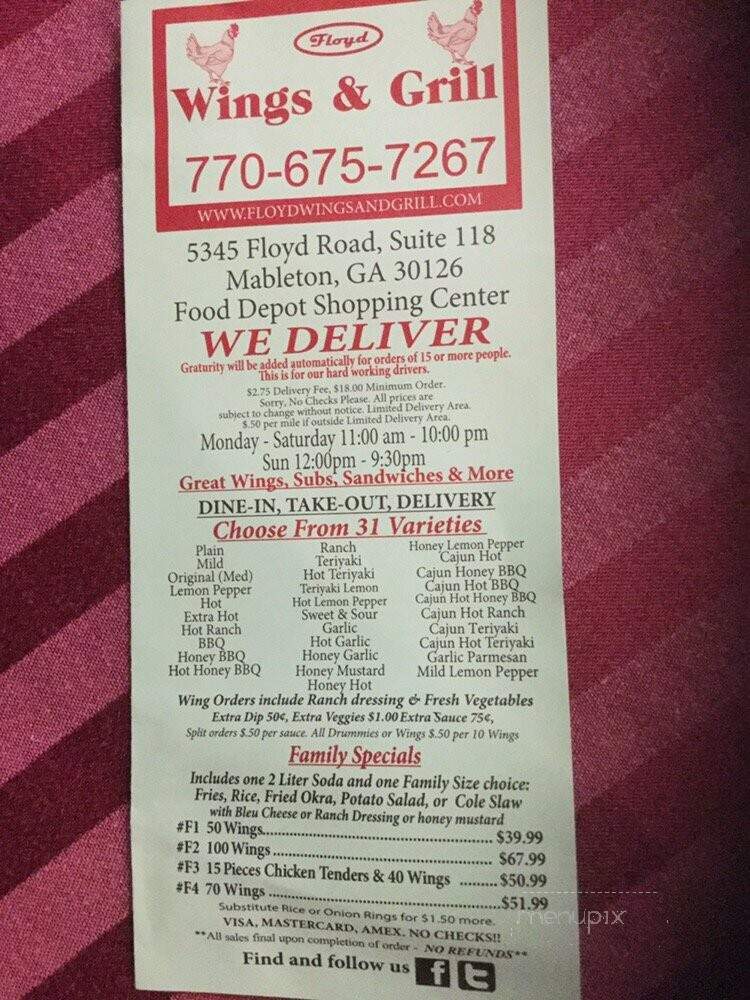 Floyd
Wings & Grill
770-675-7267
WWW.FLOYDWINGSANDGRILL.COM
5345 Floyd Road, Suite 118
Mableton, GA 30126
Food Depot Shopping Center
WE DELIVER
Graturity will be added automatically for orders of 15 or more people.
This is for our hard working drivers.
$2.75 Delivery Fee, $18.00 Minimum Order.
Sorry, No Checks Please. All prices are
subject to change without notice. Limited Delivery Area.
$.50 per mile if outside Limited Delivery Area.
Monday - Saturday 11:00 am - 10:00 pm
Sun 12:00pm - 9:30pm
Great Wings, Subs, Sandwiches & More
DINE-IN, TAKE-OUT, DELIVERY
Choose From 31 Varieties
Plain
Mild
Original (Med)
Lemon Pepper
Hot
Extra Hot
Hot Ranch
BBQ
Honey BBQ
Hot Honey BBQ
Ranch
Teriyaki
Hot Teriyaki
Teriyaki Lemon
Hot Lemon Pepper
Sweet & Sour
Garlic
Hot Garlic
Honey Garlic
Honey Mustard
Honey Hot
Honey Lemon Pepper
Cajun Hot
Cajun Honey BBQ
Cajun Hot BBQ
Cajun Hot Honey BBQ
Cajun Hot Ranch
Cajun Teriyaki
Cajun Hot Teriyaki
Garlic Parmesan
Mild Lemon Pepper
Wing Orders include Ranch dressing & Fresh Vegetables
Extra Dip 50¢, Extra Veggies $1.00 Extra Sauce 75¢,
Split orders $.50 per sauce. All Drummies or Wings $.50 per 10 Wings
Family Specials
Includes one 2 Liter Soda and one Family Size choice:
Fries, Rice, Fried Okra, Potato Salad, or Cole Slaw
with Bleu Cheese or Ranch Dressing or honey mustard
#F1 50 Wings.................................................. $39.99
#F2 100 Wings ............................................... $67.99
#F3 15 Pieces Chicken Tenders & 40 Wings ......... $50.99
#F4 70 Wings .................................................$51.99
Substitute Rice or Onion Rings for $1.50 more.
VISA, MASTERCARD, AMEX. NO CHECKS!!
**All sales final upon completion of order - NO REFUNDS**
Find and follow us f t
menupix